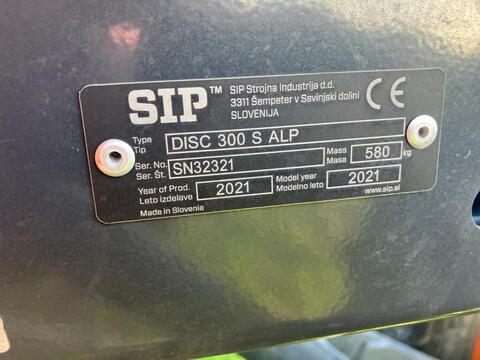 SIP™
SIP Strojna Industrija d.d.
3311 Šempeter v Savinjski dolini
SLOVENIJA
CE
Type
Tip
DISC 300 S ALP
Ser. No.
Ser. Št.
SN32321
Mass
Masa
580
kg
Year of Prod.
Leto izdelave
2021
Model year
Modelno leto
2021
Made in Slovenia
www.sip.si